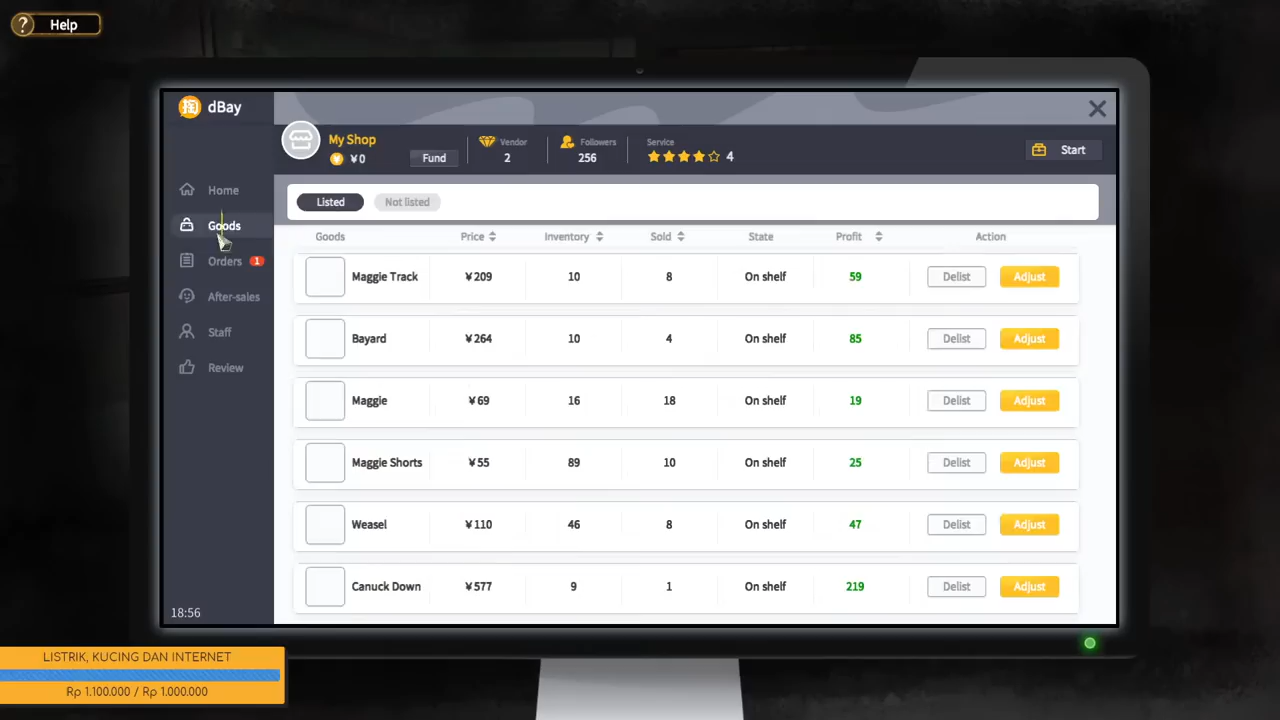 Help
dBay
My Shop
¥0
Fund
Vendor
2
Followers
256
Service
4
Start
Home
Goods
Orders 1
After-sales
Staff
Review
18:56
Listed Not listed
Goods Price Inventory Sold State Profit Action
Maggie Track ¥209 10 8 On shelf 59 Delist Adjust
Bayard ¥264 10 4 On shelf 85 Delist Adjust
Maggie ¥69 16 18 On shelf 19 Delist Adjust
Maggie Shorts ¥55 89 10 On shelf 25 Delist Adjust
Weasel ¥110 46 8 On shelf 47 Delist Adjust
Canuck Down ¥577 9 1 On shelf 219 Delist Adjust
LISTRIK, KUCING DAN INTERNET
Rp 1.100.000 / Rp 1.000.000